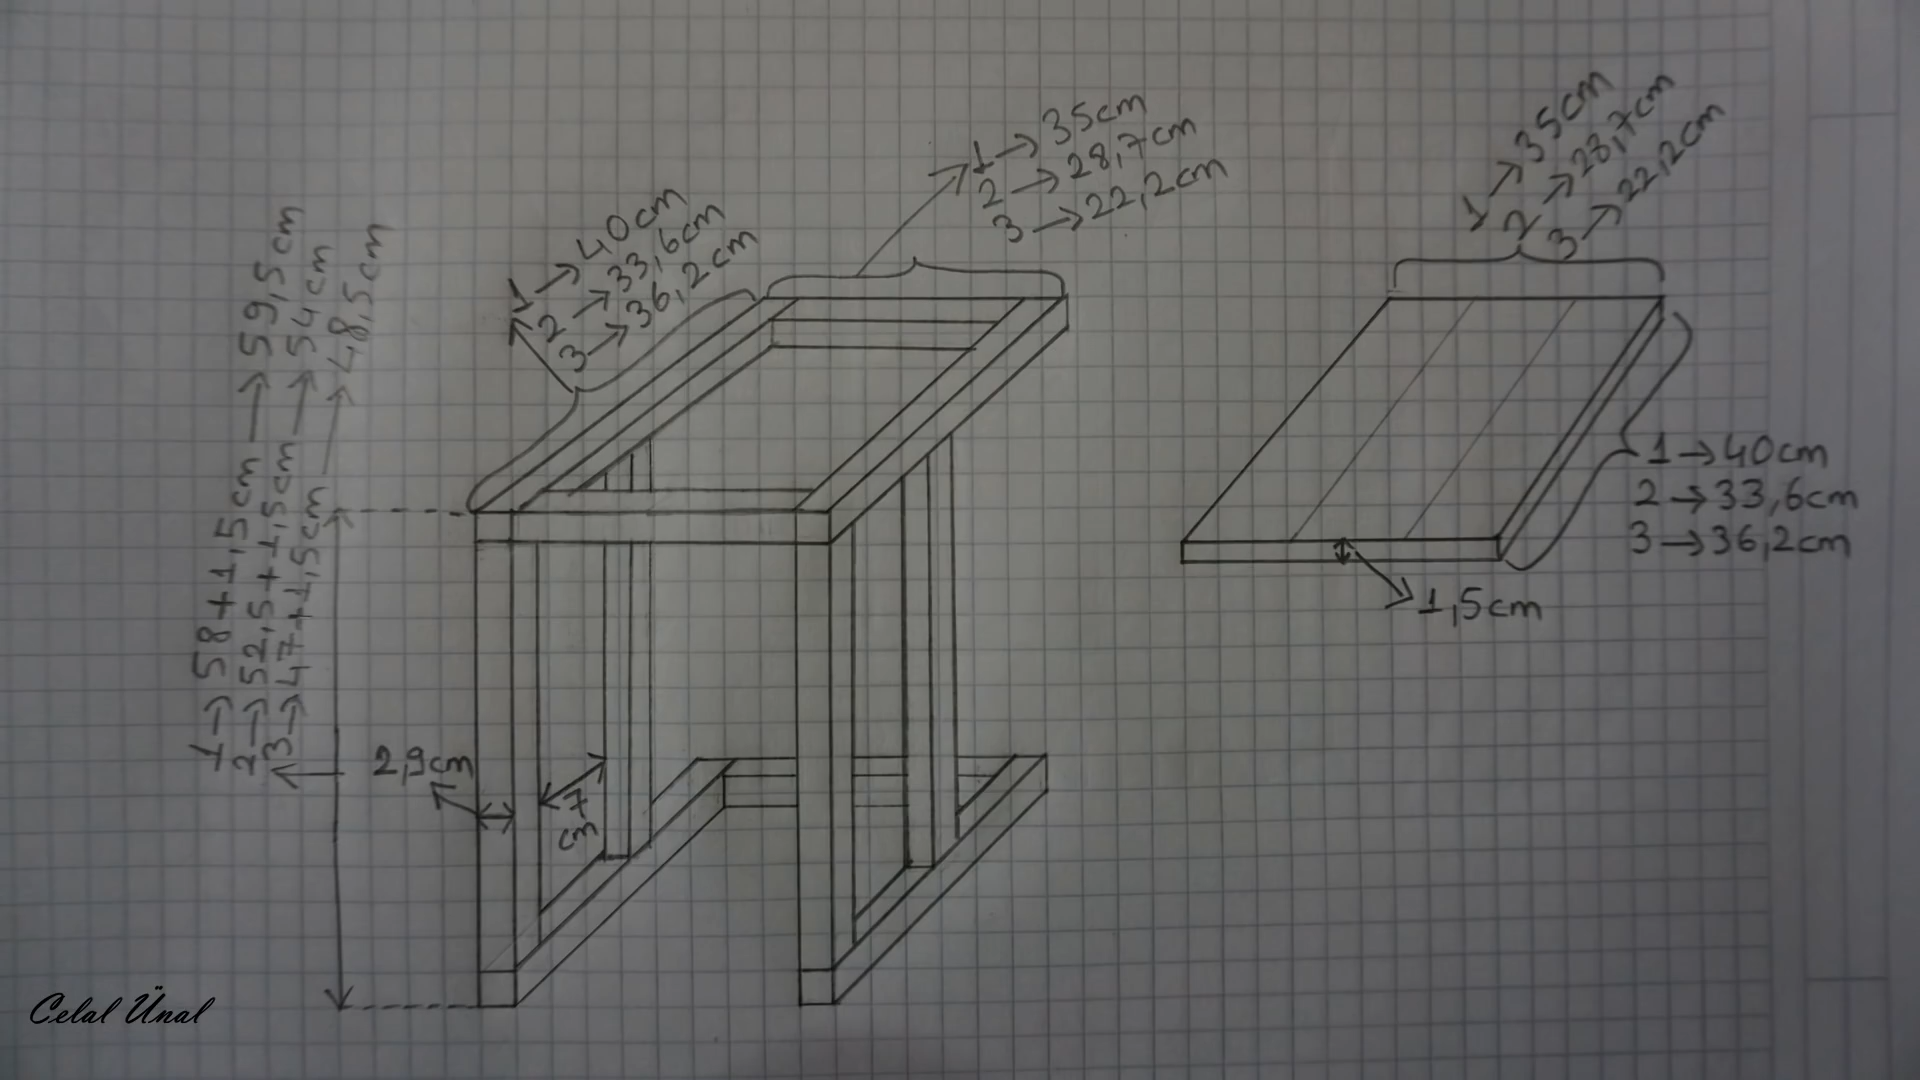 1→58+1,5cm→59,5cm
2→52,5+1,5cm→54cm
3→47+1,5cm→48,5cm
1→40cm
2→33,6cm
3→36,2cm
1→35cm
2→28,7cm
3→22,2cm
1→35cm
2→28,7cm
3→22,2cm
1→40cm
2→33,6cm
3→36,2cm
1,5cm
2,9cm
7
cm
Celal Ünal